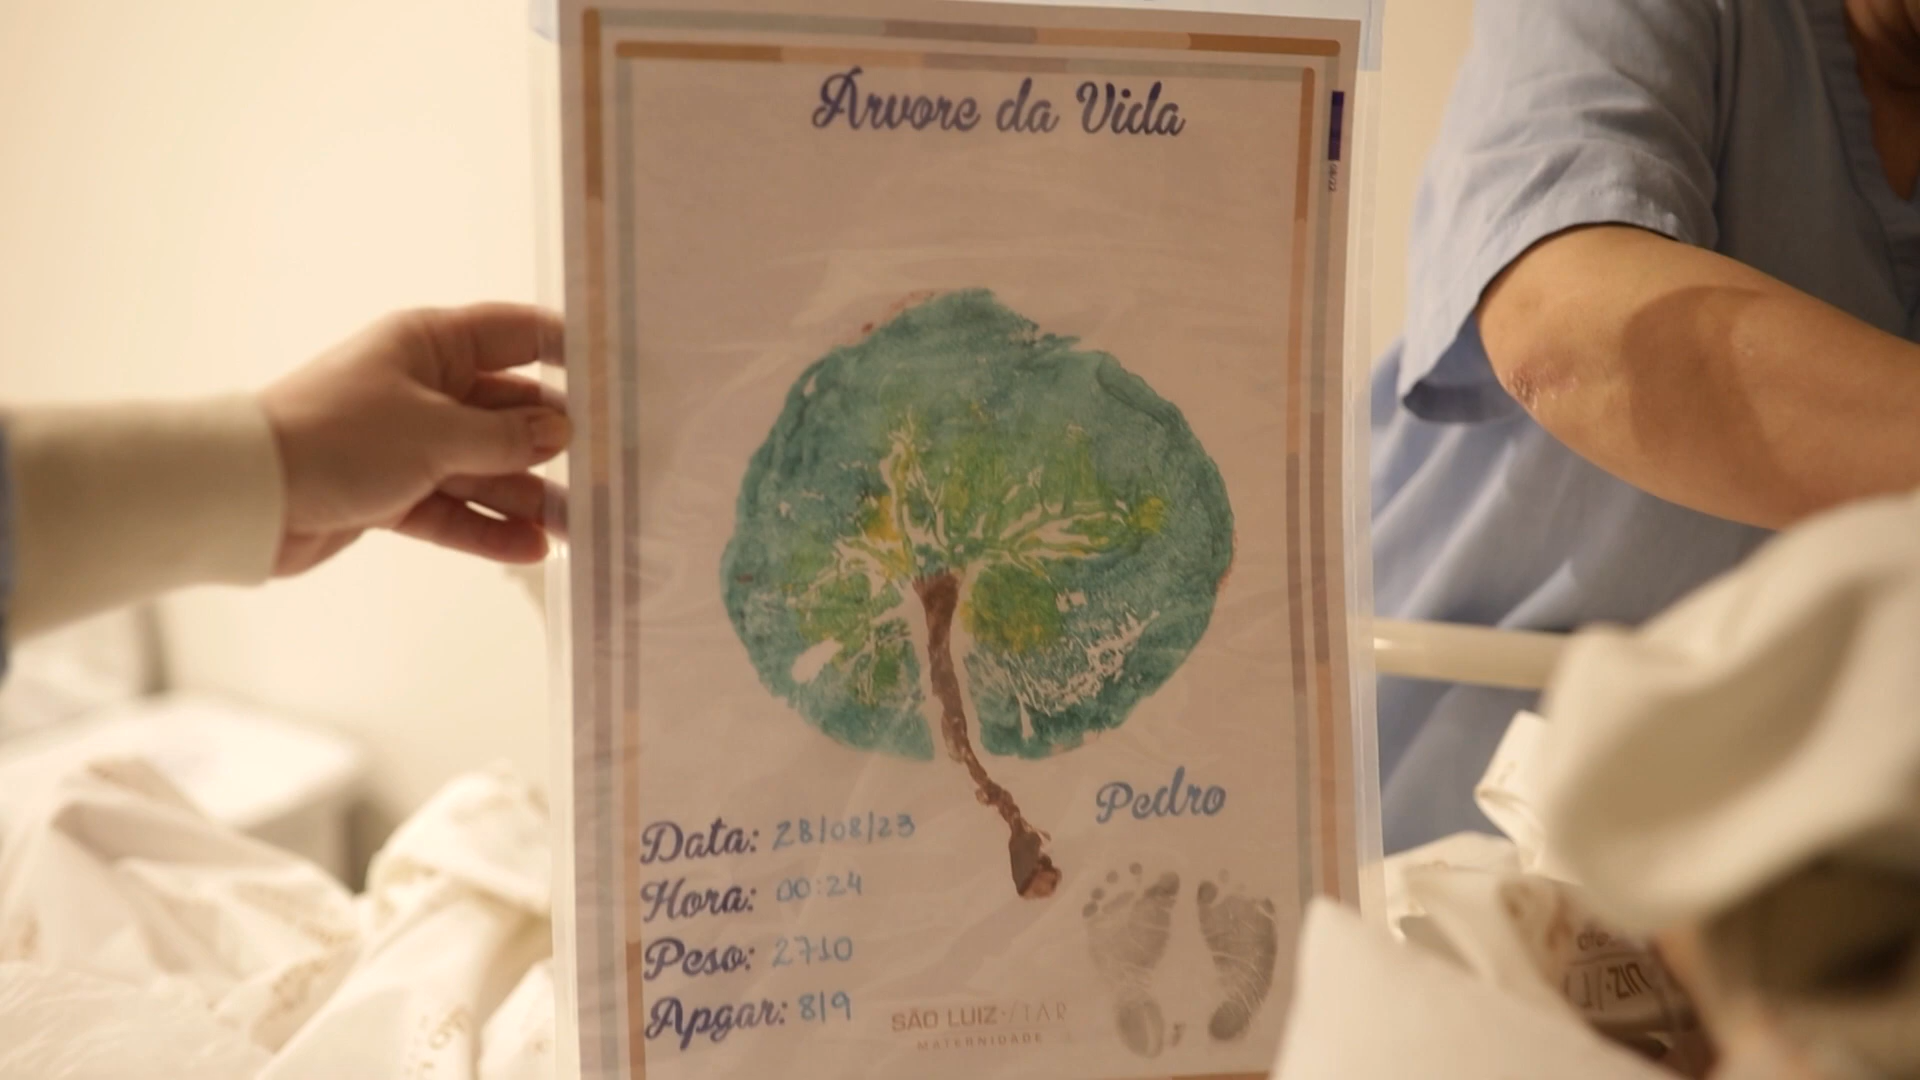 Árvore da Vida
Pedro
Data: 28/08/23
Hora: 00:24
Peso: 2710
Apgar: 8/9
SÃO LUIZ STAR
MATERNIDADE